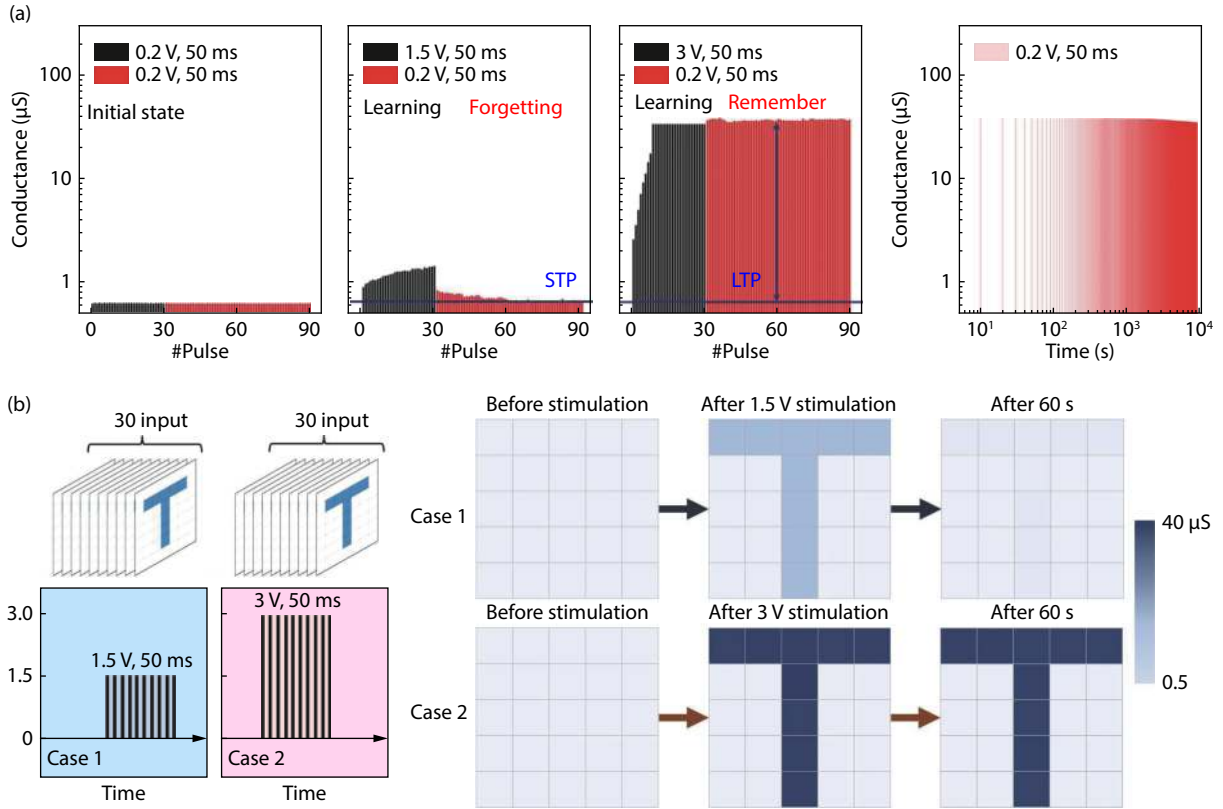 (a)
Conductance (µS)
100
10
1
0.2 V, 50 ms
0.2 V, 50 ms
Initial state
0 30 60 90
#Pulse
1.5 V, 50 ms
0.2 V, 50 ms
Learning Forgetting
STP
0 30 60 90
#Pulse
3 V, 50 ms
0.2 V, 50 ms
Learning Remember
LTP
0 30 60 90
#Pulse
Conductance (µS)
100
10
1
0.2 V, 50 ms
10¹ 10² 10³ 10⁴
Time (s)
(b)
30 input
30 input
T
T
3.0
1.5
0
1.5 V, 50 ms
Case 1
Time
3 V, 50 ms
Case 2
Time
Before stimulation After 1.5 V stimulation After 60 s
Case 1
Before stimulation After 3 V stimulation After 60 s
Case 2
40 µS
0.5